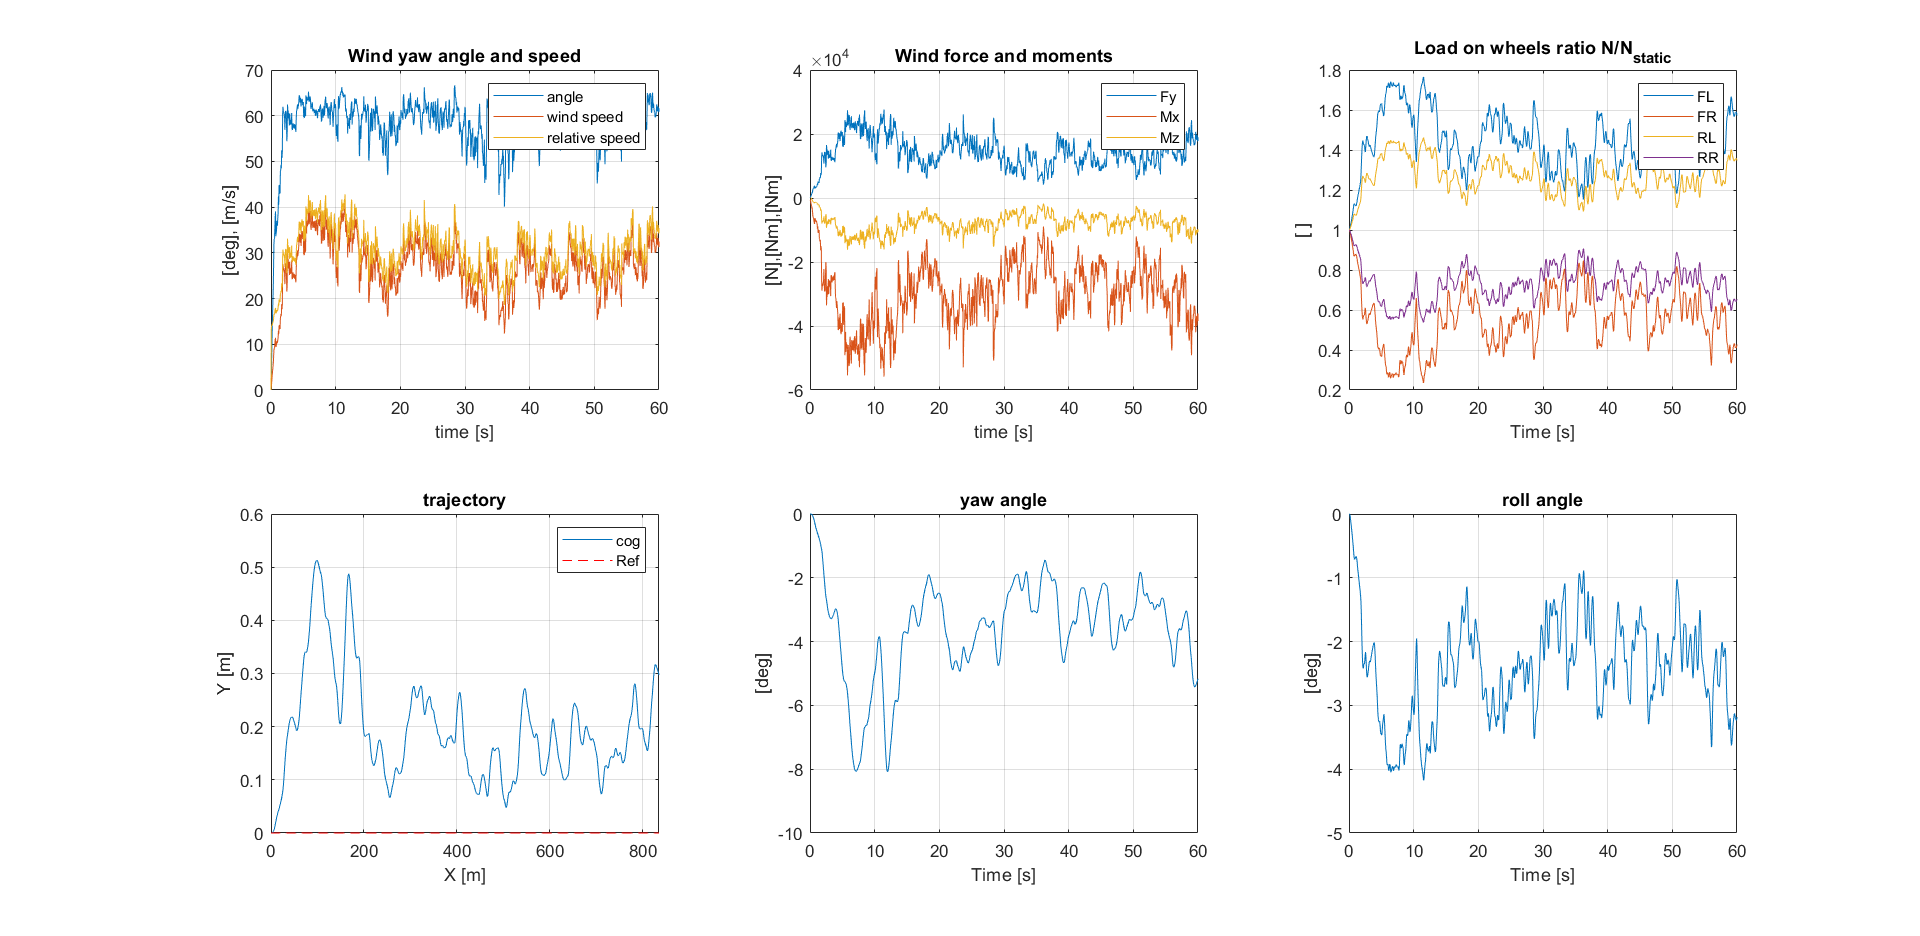 Wind yaw angle and speed
70
60
50
40
30
20
10
0
[deg], [m/s]
angle
wind speed
relative speed
0 10 20 30 40 50 60
time [s]
Wind force and moments
×10^4
4
2
0
-2
-4
-6
[N],[Nm],[Nm]
Fy
Mx
Mz
0 10 20 30 40 50 60
time [s]
Load on wheels ratio N/N_static
1.8
1.6
1.4
1.2
1
0.8
0.6
0.4
0.2
[ ]
FL
FR
RL
RR
0 10 20 30 40 50 60
Time [s]
trajectory
0.6
0.5
0.4
0.3
0.2
0.1
0
Y [m]
cog
Ref
0 200 400 600 800
X [m]
yaw angle
0
-2
-4
-6
-8
-10
[deg]
0 10 20 30 40 50 60
Time [s]
roll angle
0
-1
-2
-3
-4
-5
[deg]
0 10 20 30 40 50 60
Time [s]